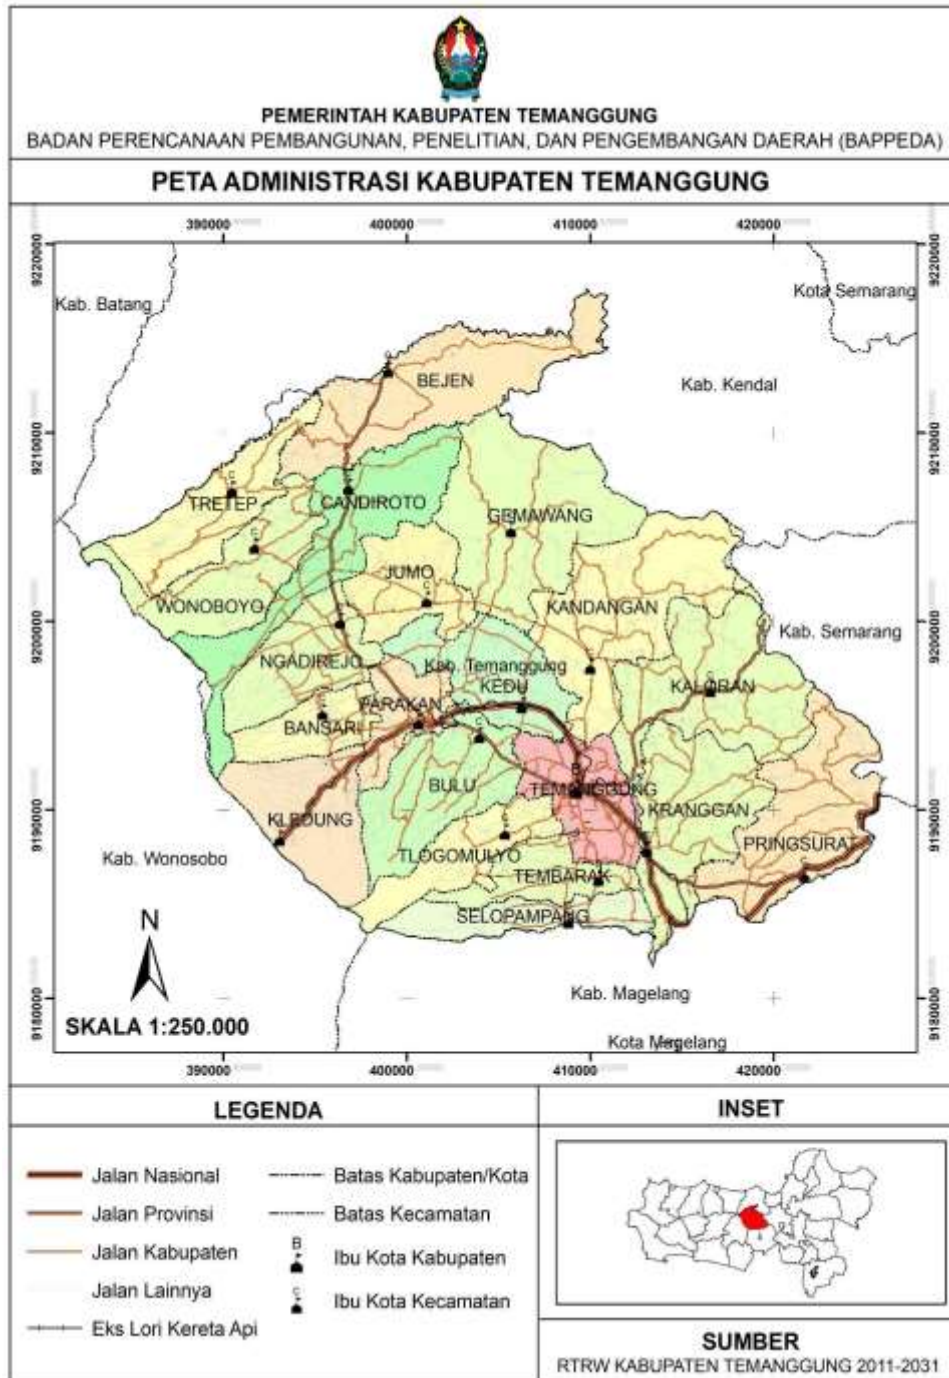 PEMERINTAH KABUPATEN TEMANGGUNG
BADAN PERENCANAAN PEMBANGUNAN, PENELITIAN, DAN PENGEMBANGAN DAERAH (BAPPEDA)
PETA ADMINISTRASI KABUPATEN TEMANGGUNG
390000 400000 410000 420000
9220000 9220000
Kab. Batang
Kota Semarang
BEJEN
Kab. Kendal
9210000 9210000
TRETEP
CANDIROTO
GEMAWANG
JUMO
WONOBOYO
KANDANGAN
9200000 9200000
Kab. Semarang
NGADIREJO
Kab. Temanggung
KEDU
KALORAN
PARAKAN
BANSARI
BULU
TEMANGGUNG
9190000 9190000
KLEDUNG
KRANGGAN
Kab. Wonosobo
TLOGOMULYO
PRINGSURAT
TEMBARAK
SELOPAMPANG
N
Kab. Magelang
9180000 9180000
SKALA 1:250.000
Kota Magelang
390000 400000 410000 420000
LEGENDA
Jalan Nasional
Jalan Provinsi
Jalan Kabupaten
Jalan Lainnya
Eks Lori Kereta Api
Batas Kabupaten/Kota
Batas Kecamatan
B
Ibu Kota Kabupaten
C
Ibu Kota Kecamatan
INSET
SUMBER
RTRW KABUPATEN TEMANGGUNG 2011-2031